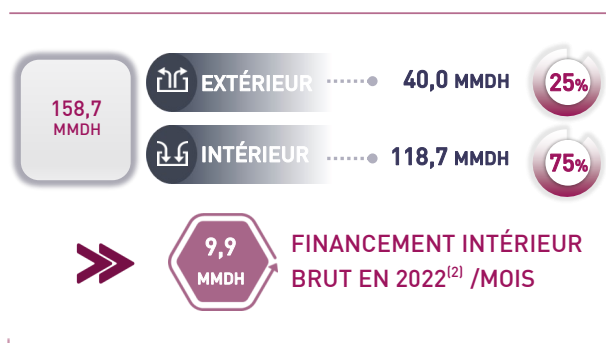 158,7
MMDH
EXTÉRIEUR 40,0 MMDH 25%
INTÉRIEUR 118,7 MMDH 75%
9,9
MMDH
FINANCEMENT INTÉRIEUR
BRUT EN 2022(2) /MOIS